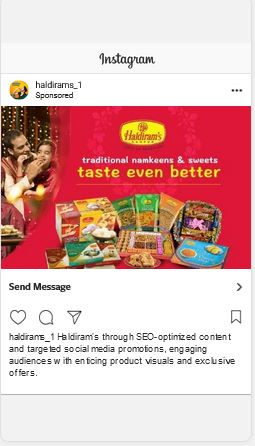 Instagram
haldirams_1
Sponsored
Haldiram's
traditional namkeens & sweets
taste even better
Send Message
haldirams_1 Haldiram's through SEO-optimized content
and targeted social media promotions, engaging
audiences with enticing product visuals and exclusive
offers.